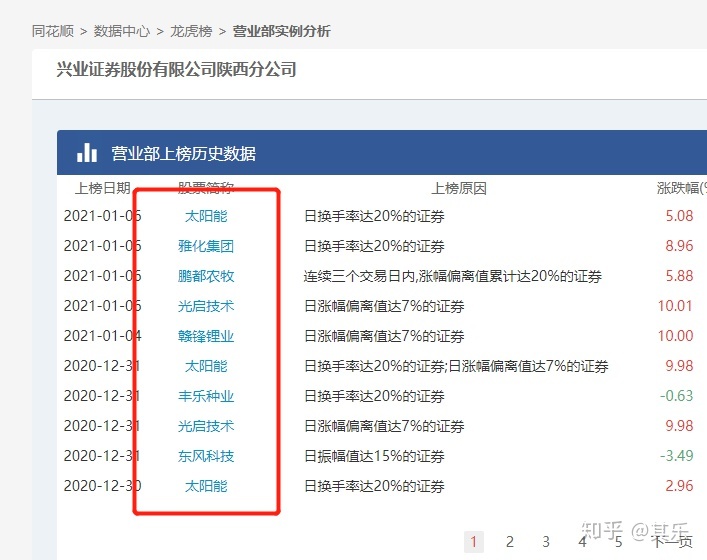 同花顺 > 数据中心 > 龙虎榜 > 营业部实例分析
兴业证券股份有限公司陕西分公司
营业部上榜历史数据
上榜日期 股票简称 上榜原因 涨跌幅(%
2021-01-06 太阳能 日换手率达20%的证券 5.08
2021-01-06 雅化集团 日换手率达20%的证券 8.96
2021-01-06 鹏都农牧 连续三个交易日内,涨幅偏离值累计达20%的证券 5.88
2021-01-06 光启技术 日涨幅偏离值达7%的证券 10.01
2021-01-04 赣锋锂业 日涨幅偏离值达7%的证券 10.00
2020-12-31 太阳能 日换手率达20%的证券;日涨幅偏离值达7%的证券 9.98
2020-12-31 丰乐种业 日换手率达20%的证券 -0.63
2020-12-31 光启技术 日涨幅偏离值达7%的证券 9.98
2020-12-31 东风科技 日振幅值达15%的证券 -3.49
2020-12-30 太阳能 日换手率达20%的证券 2.96
1 2 3 4 5 下一页
知乎 @其乐